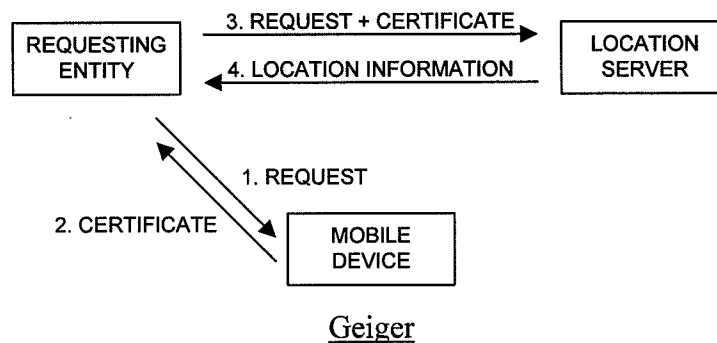 3. REQUEST + CERTIFICATE
REQUESTING
ENTITY
LOCATION
SERVER
4. LOCATION INFORMATION
1. REQUEST
2. CERTIFICATE
MOBILE
DEVICE
Geiger